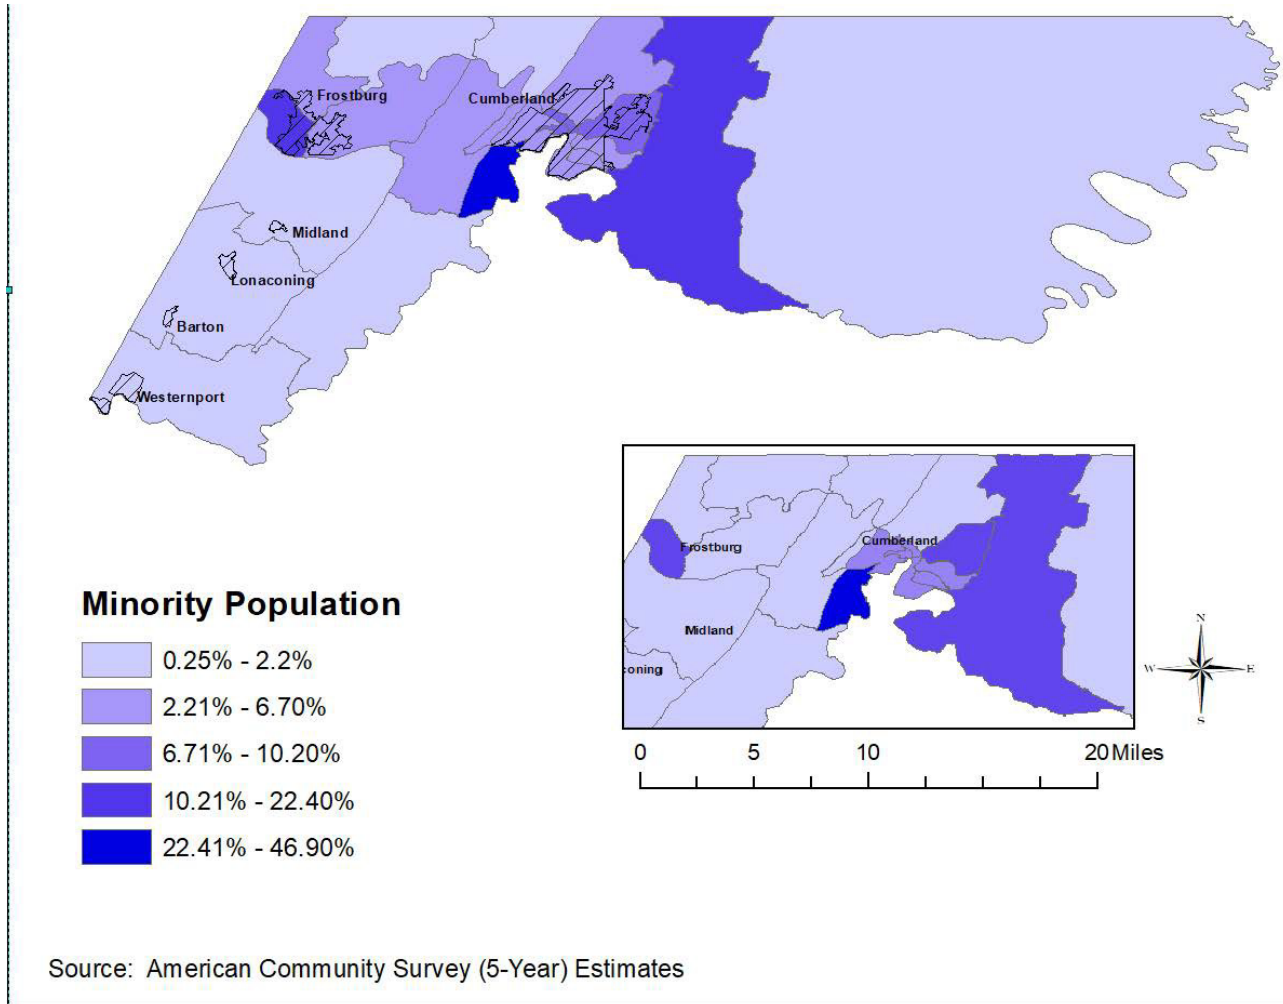 Frostburg
Cumberland
Midland
Lonaconing
Barton
Westernport
Cumberland
Frostburg
Midland
coning
Minority Population
0.25% - 2.2%
2.21% - 6.70%
6.71% - 10.20%
10.21% - 22.40%
22.41% - 46.90%
N
W
E
S
0 5 10 20 Miles
Source: American Community Survey (5-Year) Estimates